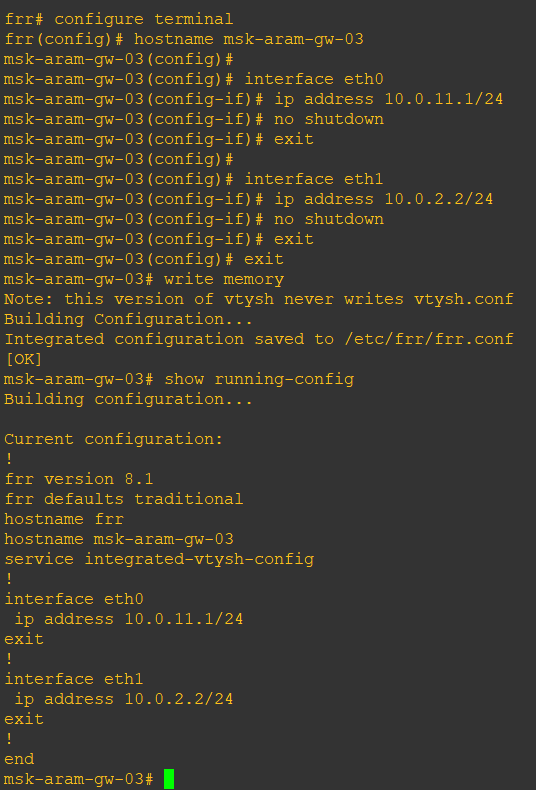 frr# configure terminal
frr(config)# hostname msk-aram-gw-03
msk-aram-gw-03(config)#
msk-aram-gw-03(config)# interface eth0
msk-aram-gw-03(config-if)# ip address 10.0.11.1/24
msk-aram-gw-03(config-if)# no shutdown
msk-aram-gw-03(config-if)# exit
msk-aram-gw-03(config)#
msk-aram-gw-03(config)# interface eth1
msk-aram-gw-03(config-if)# ip address 10.0.2.2/24
msk-aram-gw-03(config-if)# no shutdown
msk-aram-gw-03(config-if)# exit
msk-aram-gw-03(config)# exit
msk-aram-gw-03# write memory
Note: this version of vtysh never writes vtysh.conf
Building Configuration...
Integrated configuration saved to /etc/frr/frr.conf
[OK]
msk-aram-gw-03# show running-config
Building configuration...

Current configuration:
!
frr version 8.1
frr defaults traditional
hostname frr
hostname msk-aram-gw-03
service integrated-vtysh-config
!
interface eth0
 ip address 10.0.11.1/24
exit
!
interface eth1
 ip address 10.0.2.2/24
exit
!
end
msk-aram-gw-03#